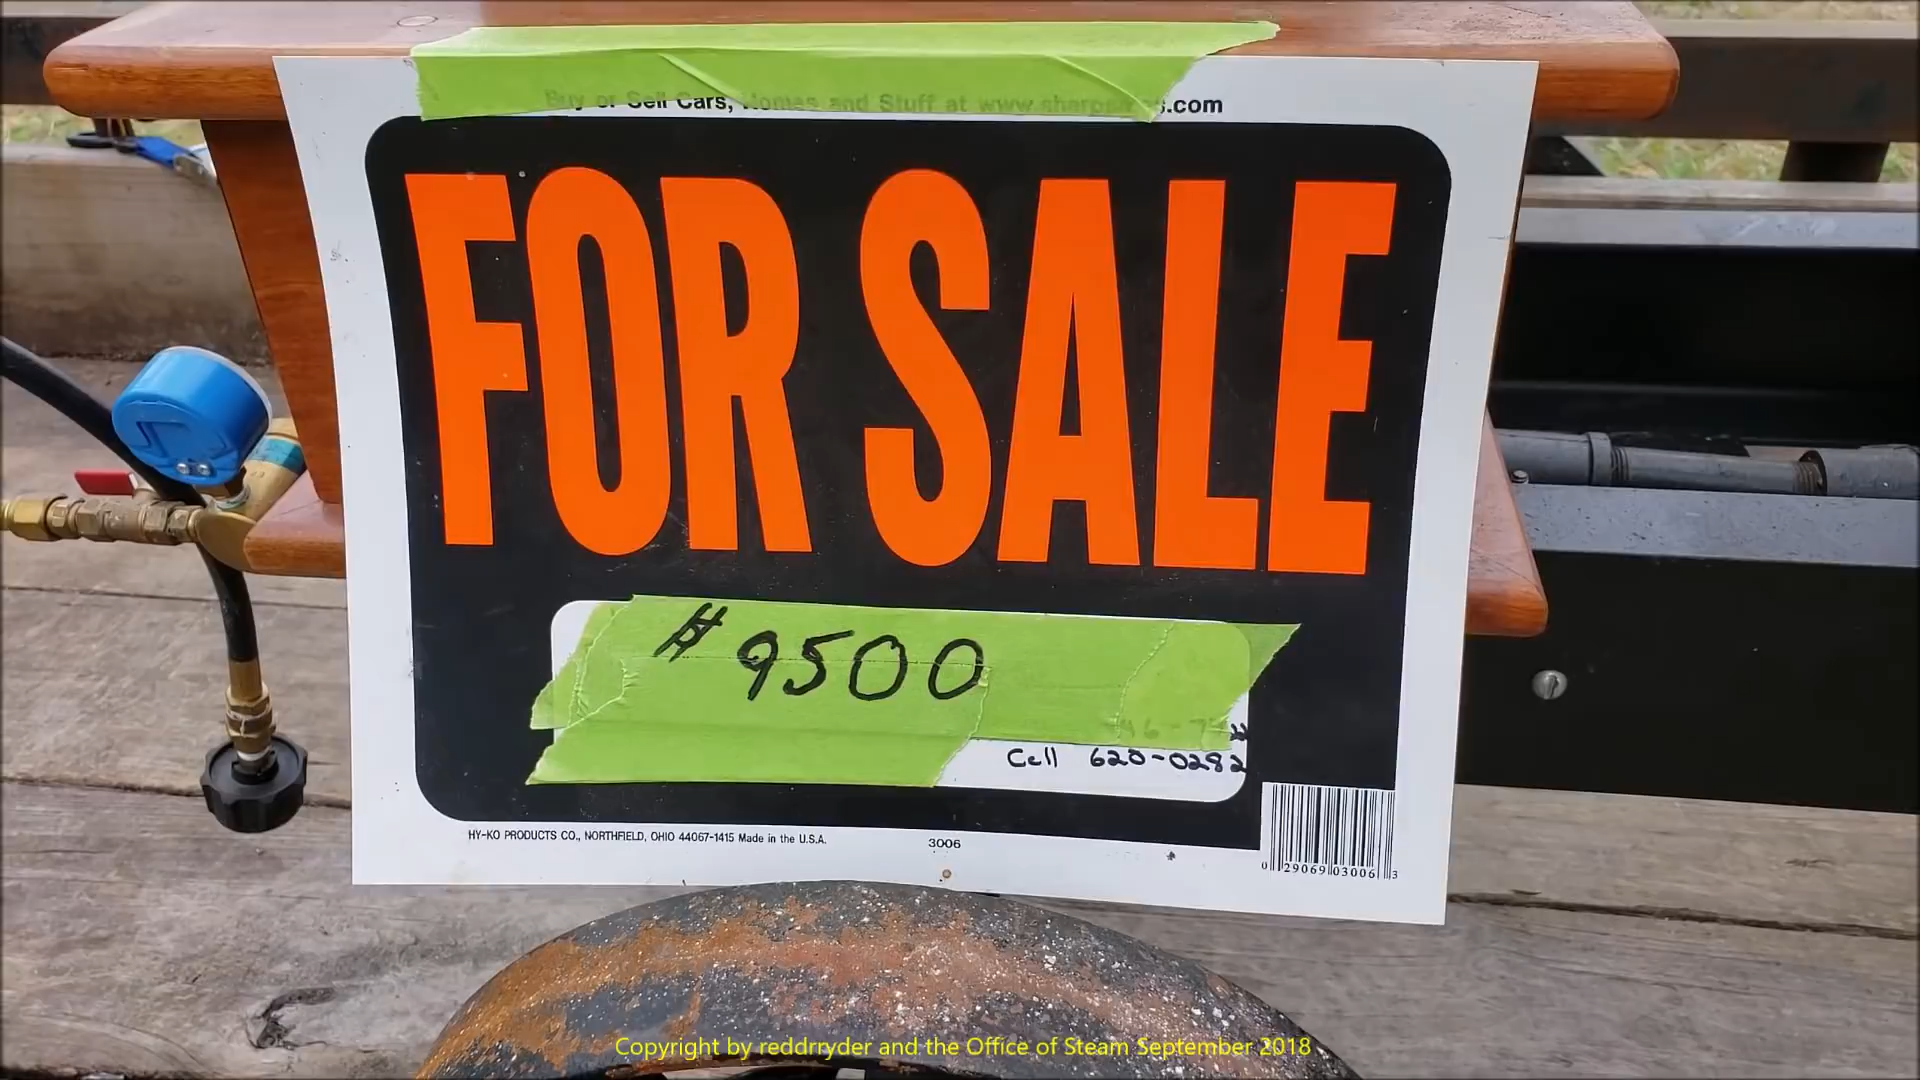 Buy or Sell Cars, Homes and Stuff at www.sharps .com
FOR SALE
$ 9500
Cell 620-0282
HY-KO PRODUCTS CO., NORTHFIELD, OHIO 44067-1415 Made in the U.S.A.
3006
0 29069 03006 3
Copyright by reddrryder and the Office of Steam September 2018